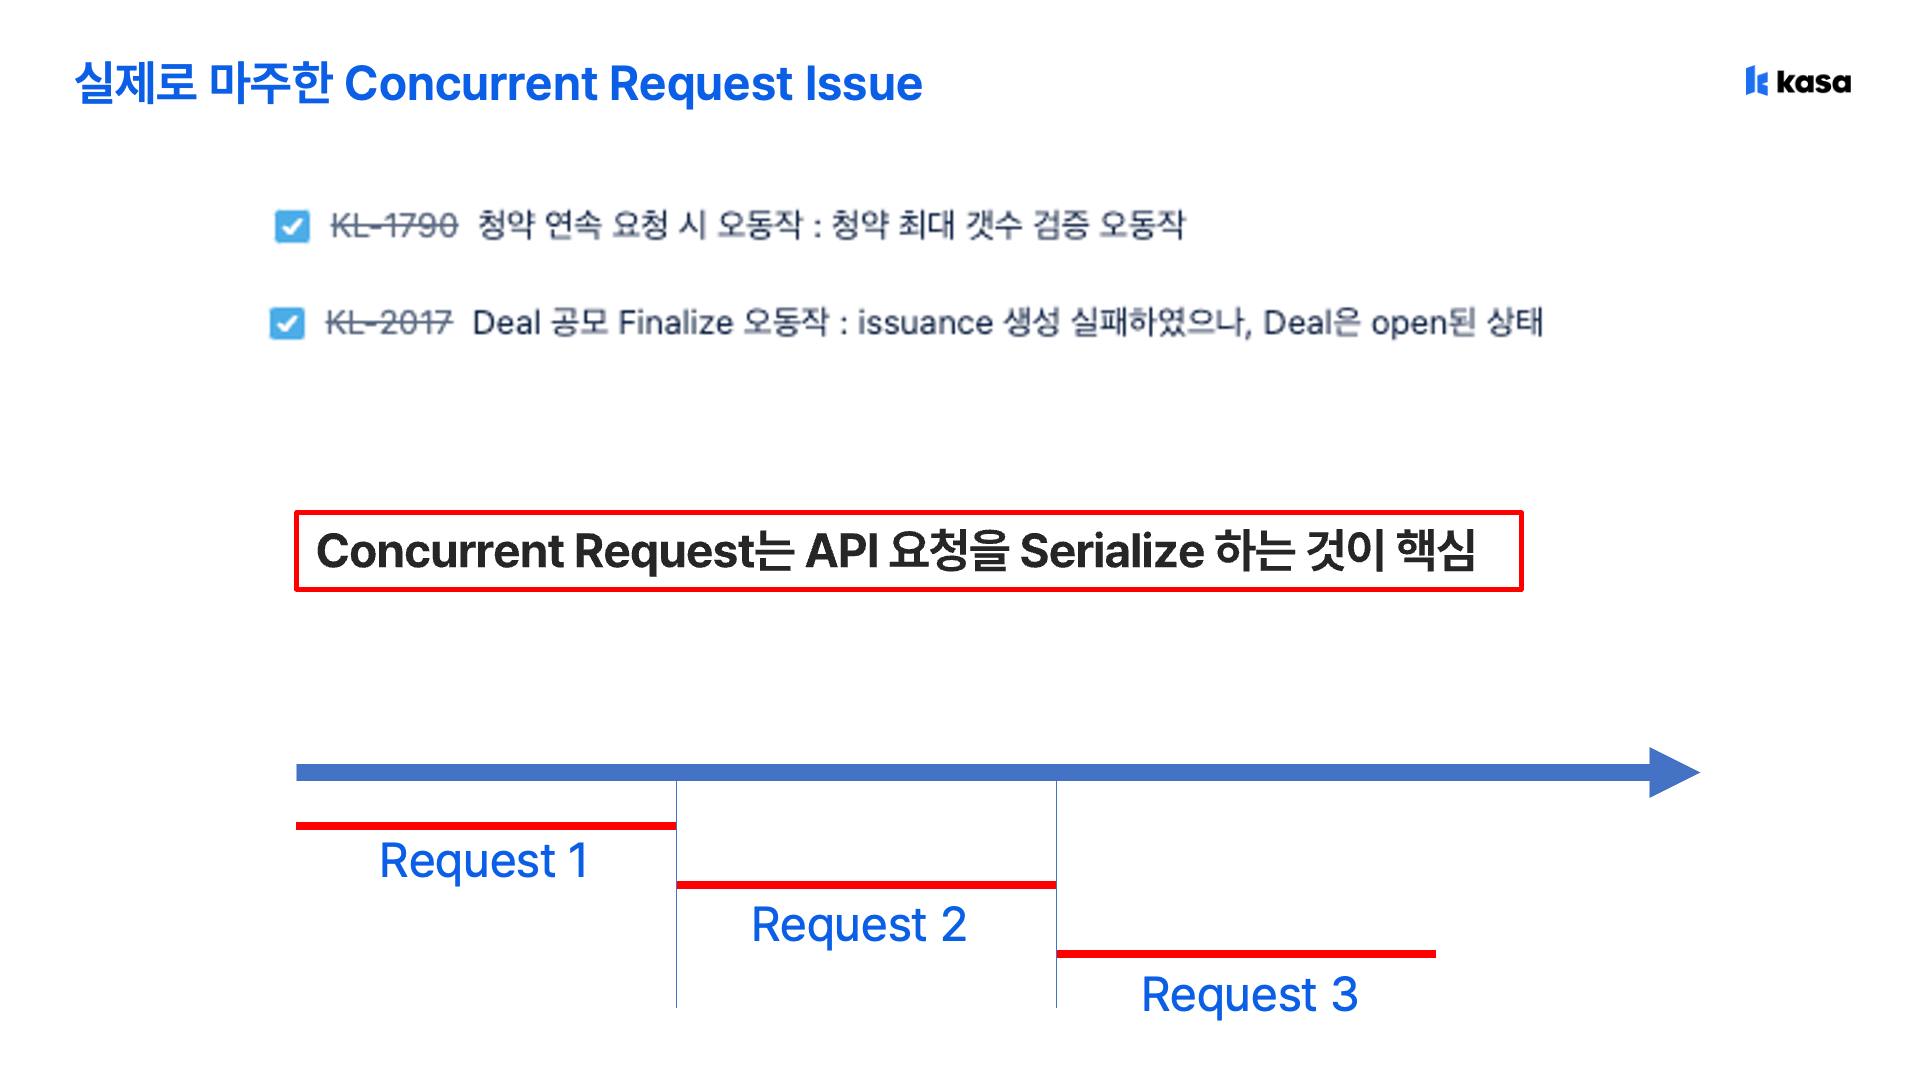 실제로 마주한 Concurrent Request Issue
kasa
KL-1790 청약 연속 요청 시 오동작 : 청약 최대 갯수 검증 오동작
KL-2017 Deal 공모 Finalize 오동작 : issuance 생성 실패하였으나, Deal은 open된 상태
Concurrent Request는 API 요청을 Serialize 하는 것이 핵심
Request 1
Request 2
Request 3